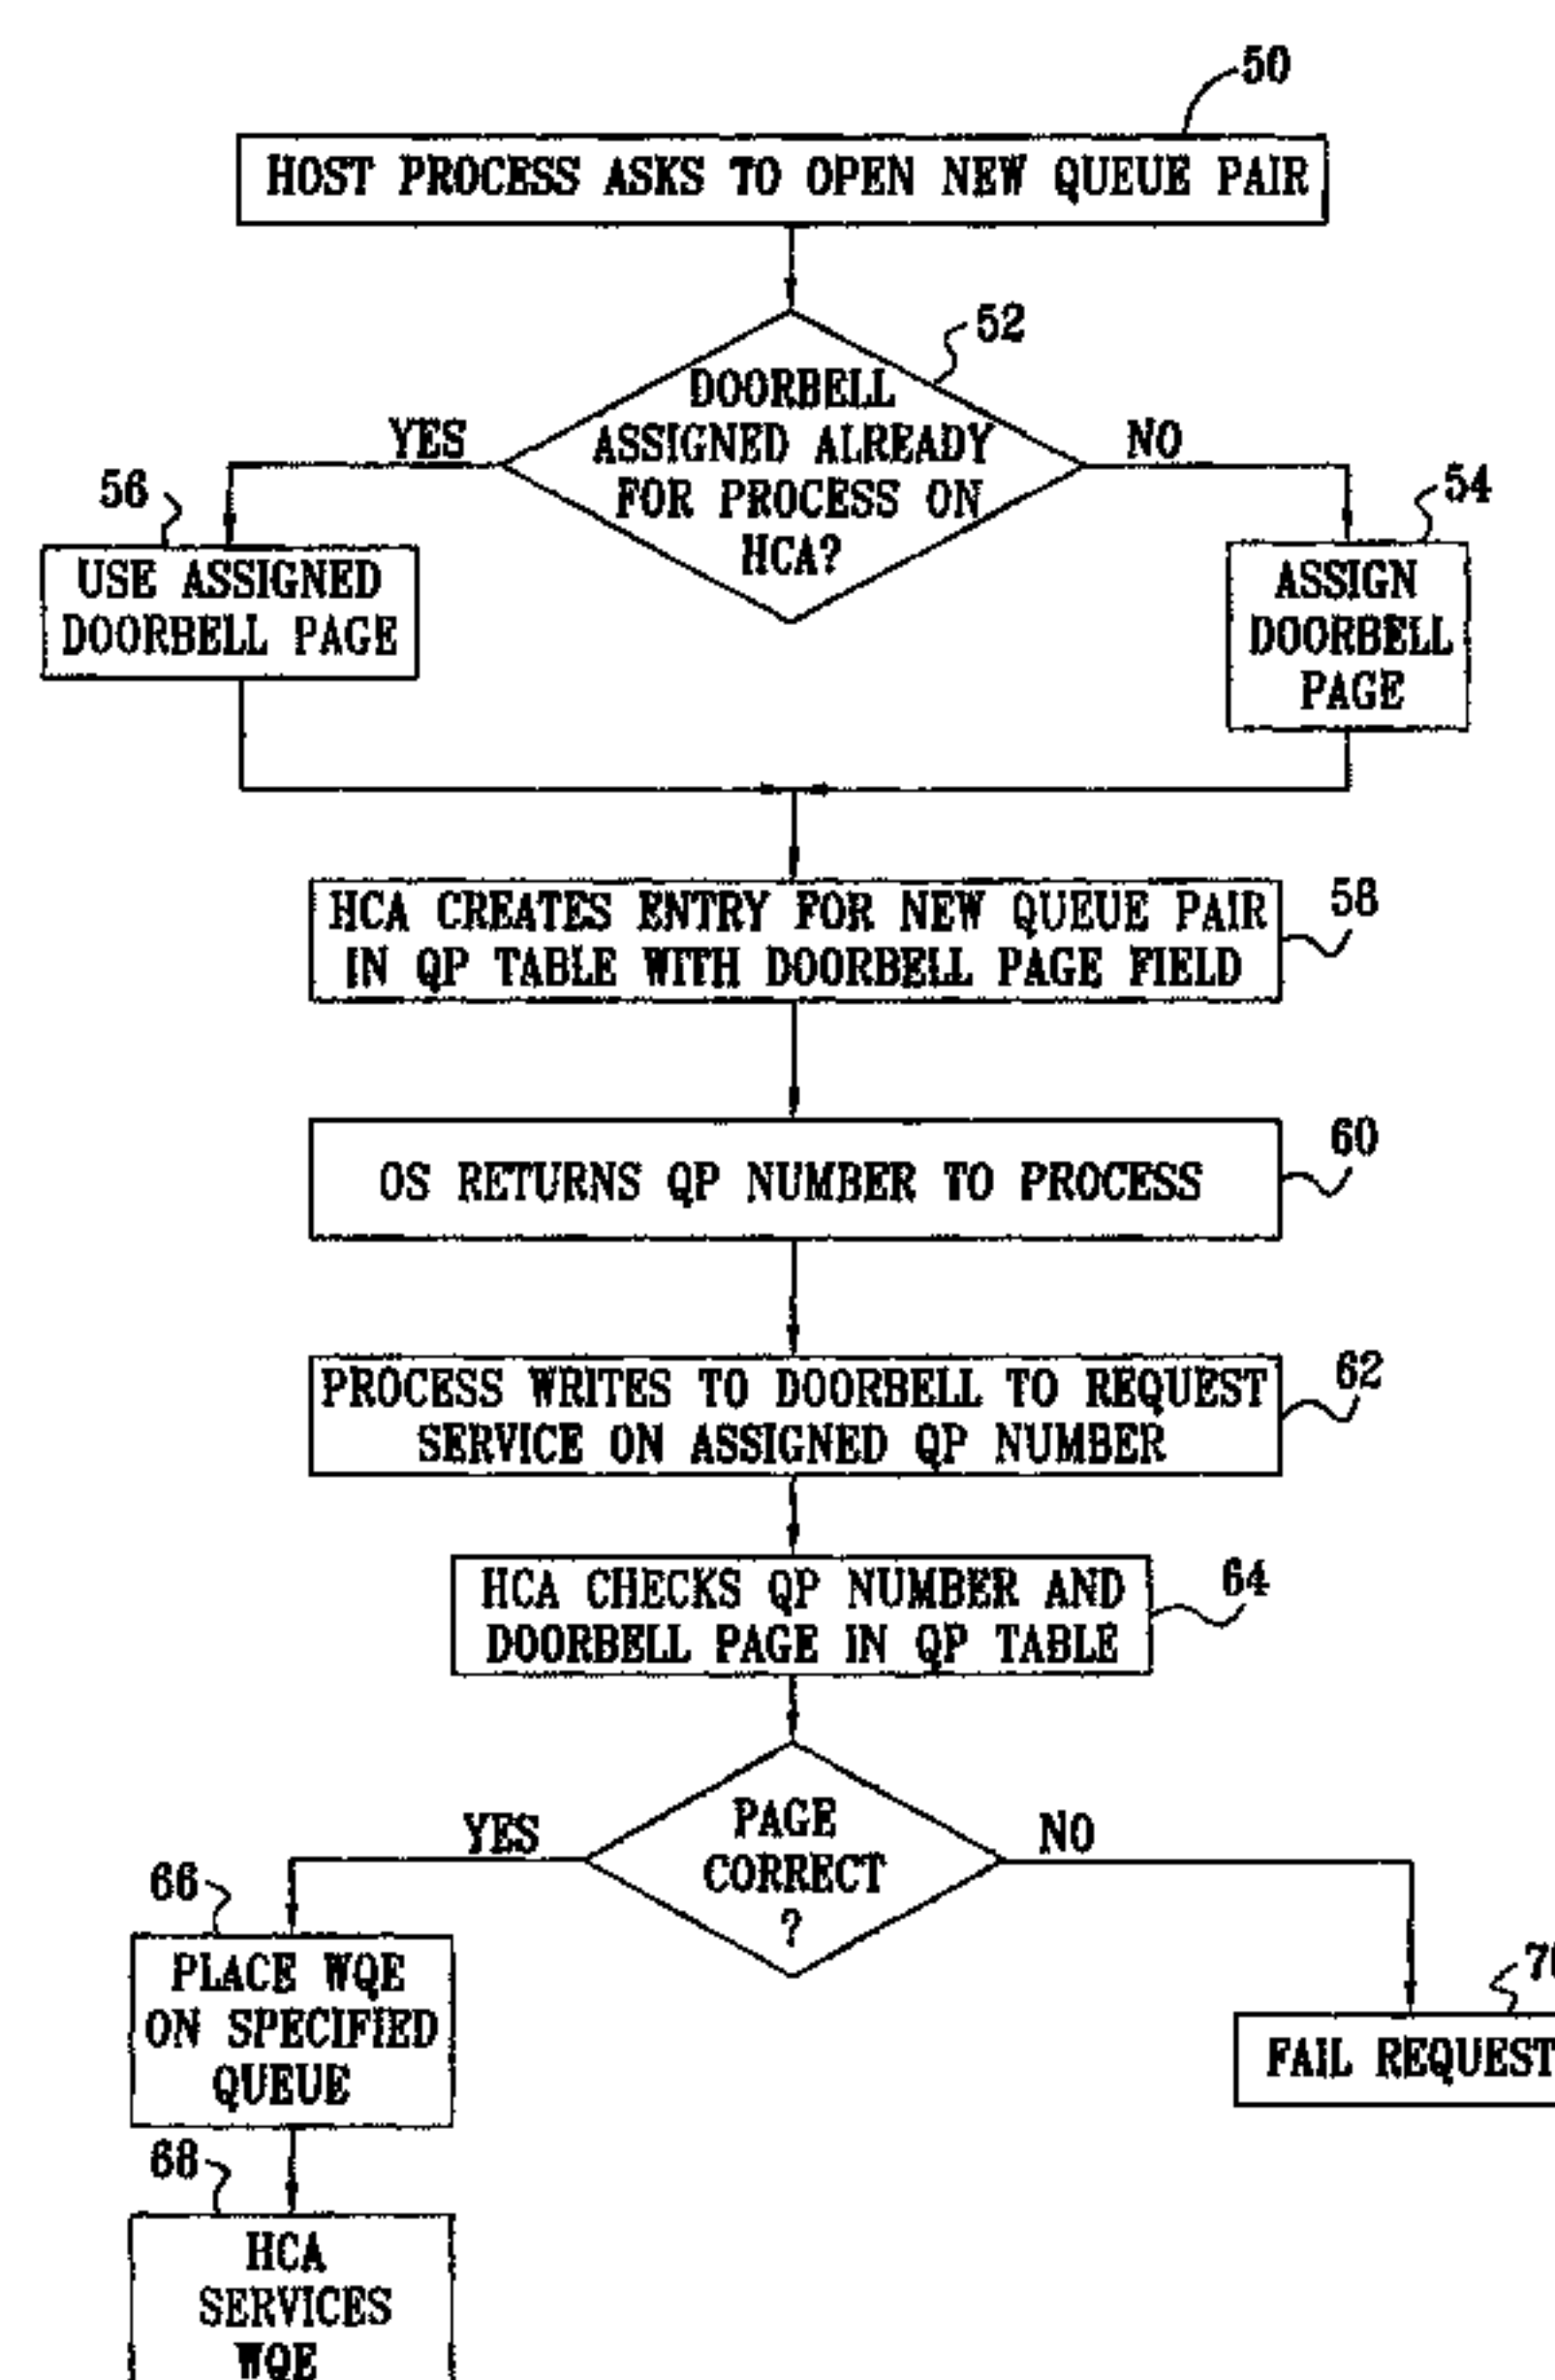 50
HOST PROCESS ASKS TO OPEN NEW QUEUE PAIR
52
DOORBELL
ASSIGNED ALREADY
FOR PROCESS ON
HCA?
YES
NO
56
USE ASSIGNED
DOORBELL PAGE
54
ASSIGN
DOORBELL
PAGE
58
HCA CREATES ENTRY FOR NEW QUEUE PAIR
IN QP TABLE WITH DOORBELL PAGE FIELD
60
OS RETURNS QP NUMBER TO PROCESS
62
PROCESS WRITES TO DOORBELL TO REQUEST
SERVICE ON ASSIGNED QP NUMBER
64
HCA CHECKS QP NUMBER AND
DOORBELL PAGE IN QP TABLE
PAGE
CORRECT
?
YES
NO
66
PLACE WQE
ON SPECIFIED
QUEUE
70
FAIL REQUEST
68
HCA
SERVICES
WQE